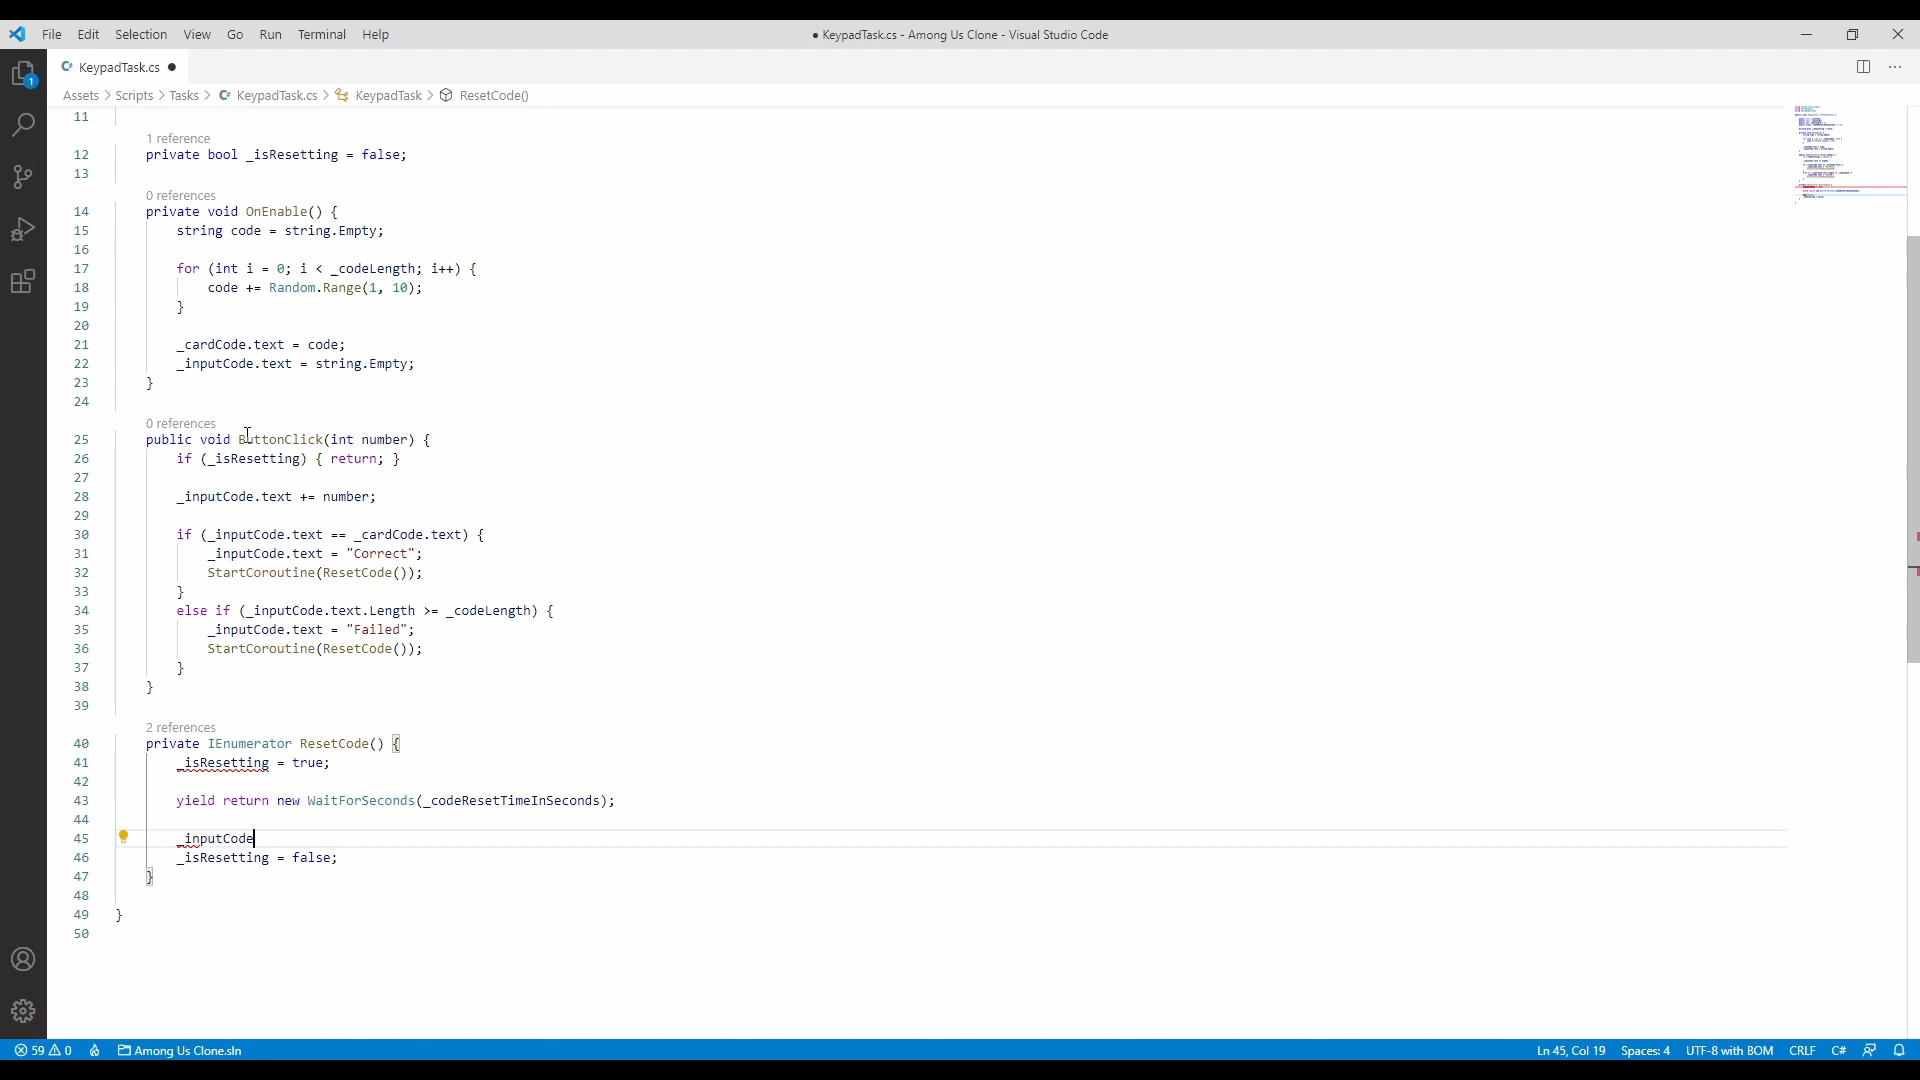 File Edit Selection View Go Run Terminal Help
● KeypadTask.cs - Among Us Clone - Visual Studio Code
KeypadTask.cs ●
Assets > Scripts > Tasks > KeypadTask.cs > KeypadTask > ResetCode()
11
1 reference
12 private bool _isResetting = false;
13
0 references
14 private void OnEnable() {
15 string code = string.Empty;
16
17 for (int i = 0; i < _codeLength; i++) {
18 code += Random.Range(1, 10);
19 }
20
21 _cardCode.text = code;
22 _inputCode.text = string.Empty;
23 }
24
0 references
25 public void ButtonClick(int number) {
26 if (_isResetting) { return; }
27
28 _inputCode.text += number;
29
30 if (_inputCode.text == _cardCode.text) {
31 _inputCode.text = "Correct";
32 StartCoroutine(ResetCode());
33 }
34 else if (_inputCode.text.Length >= _codeLength) {
35 _inputCode.text = "Failed";
36 StartCoroutine(ResetCode());
37 }
38 }
39
2 references
40 private IEnumerator ResetCode() {
41 _isResetting = true;
42
43 yield return new WaitForSeconds(_codeResetTimeInSeconds);
44
45 _inputCode
46 _isResetting = false;
47 }
48
49 }
50
1
59 0 Among Us Clone.sln Ln 45, Col 19 Spaces: 4 UTF-8 with BOM CRLF C#